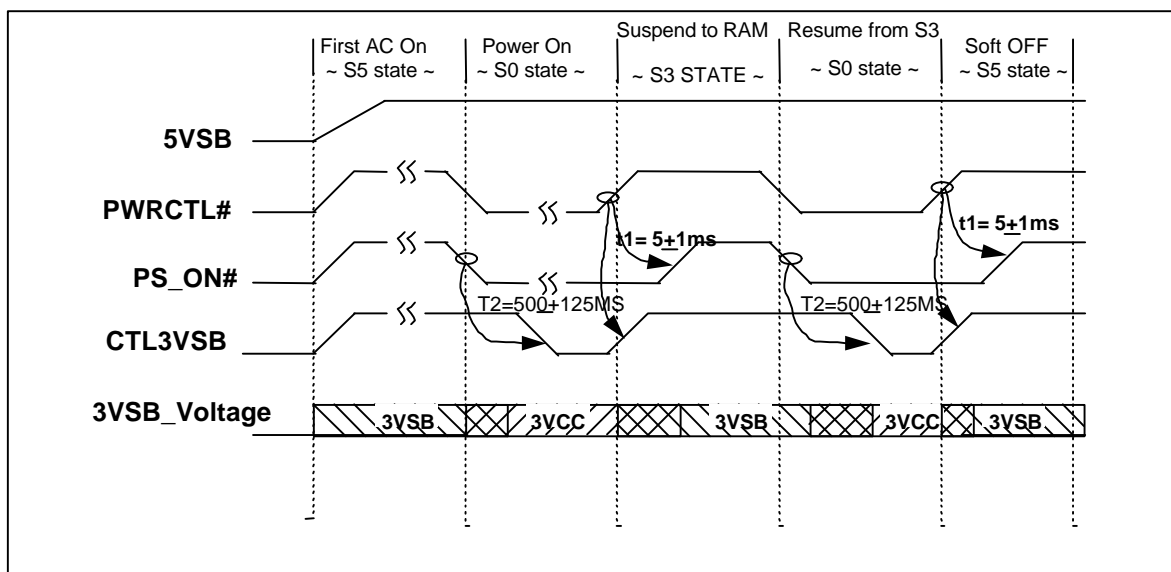 First AC On
~ S5 state ~
Power On
~ S0 state ~
Suspend to RAM
~ S3 STATE ~
Resume from S3
~ S0 state ~
Soft OFF
~ S5 state ~
5VSB
PWRCTL#
t1= 5+1ms
t1= 5+1ms
PS_ON#
T2=500+125MS
T2=500+125MS
CTL3VSB
3VSB_Voltage
3VSB
3VCC
3VSB
3VCC
3VSB